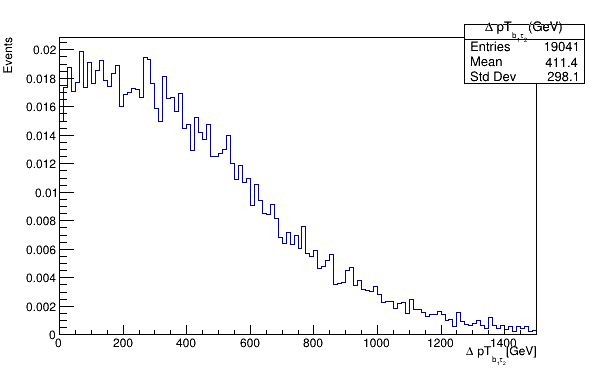 Δ pT_{b_1τ_2} (GeV)
Entries 19041
Mean 411.4
Std Dev 298.1
Events
0.02
0.018
0.016
0.014
0.012
0.01
0.008
0.006
0.004
0.002
0
0 200 400 600 800 1000 1200 1400
Δ pT_{b_1τ_2}[GeV]